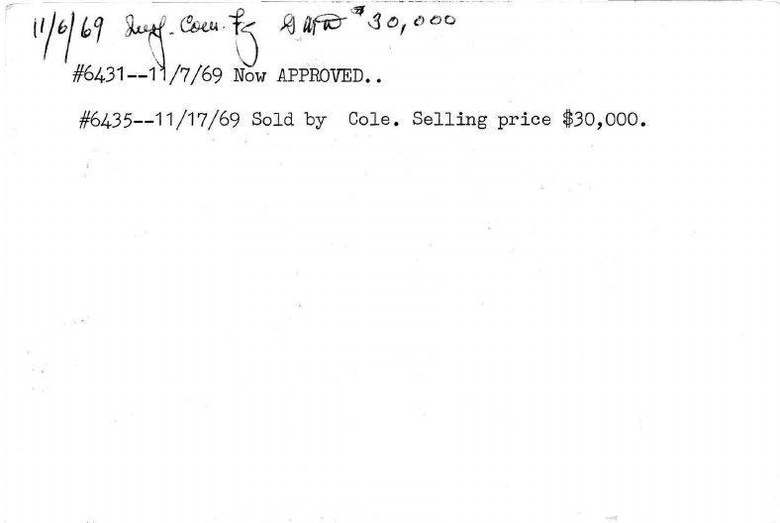 11/6/69 $30,000
#6431--11/7/69 Now APPROVED..
#6435--11/17/69 Sold by Cole. Selling price $30,000.